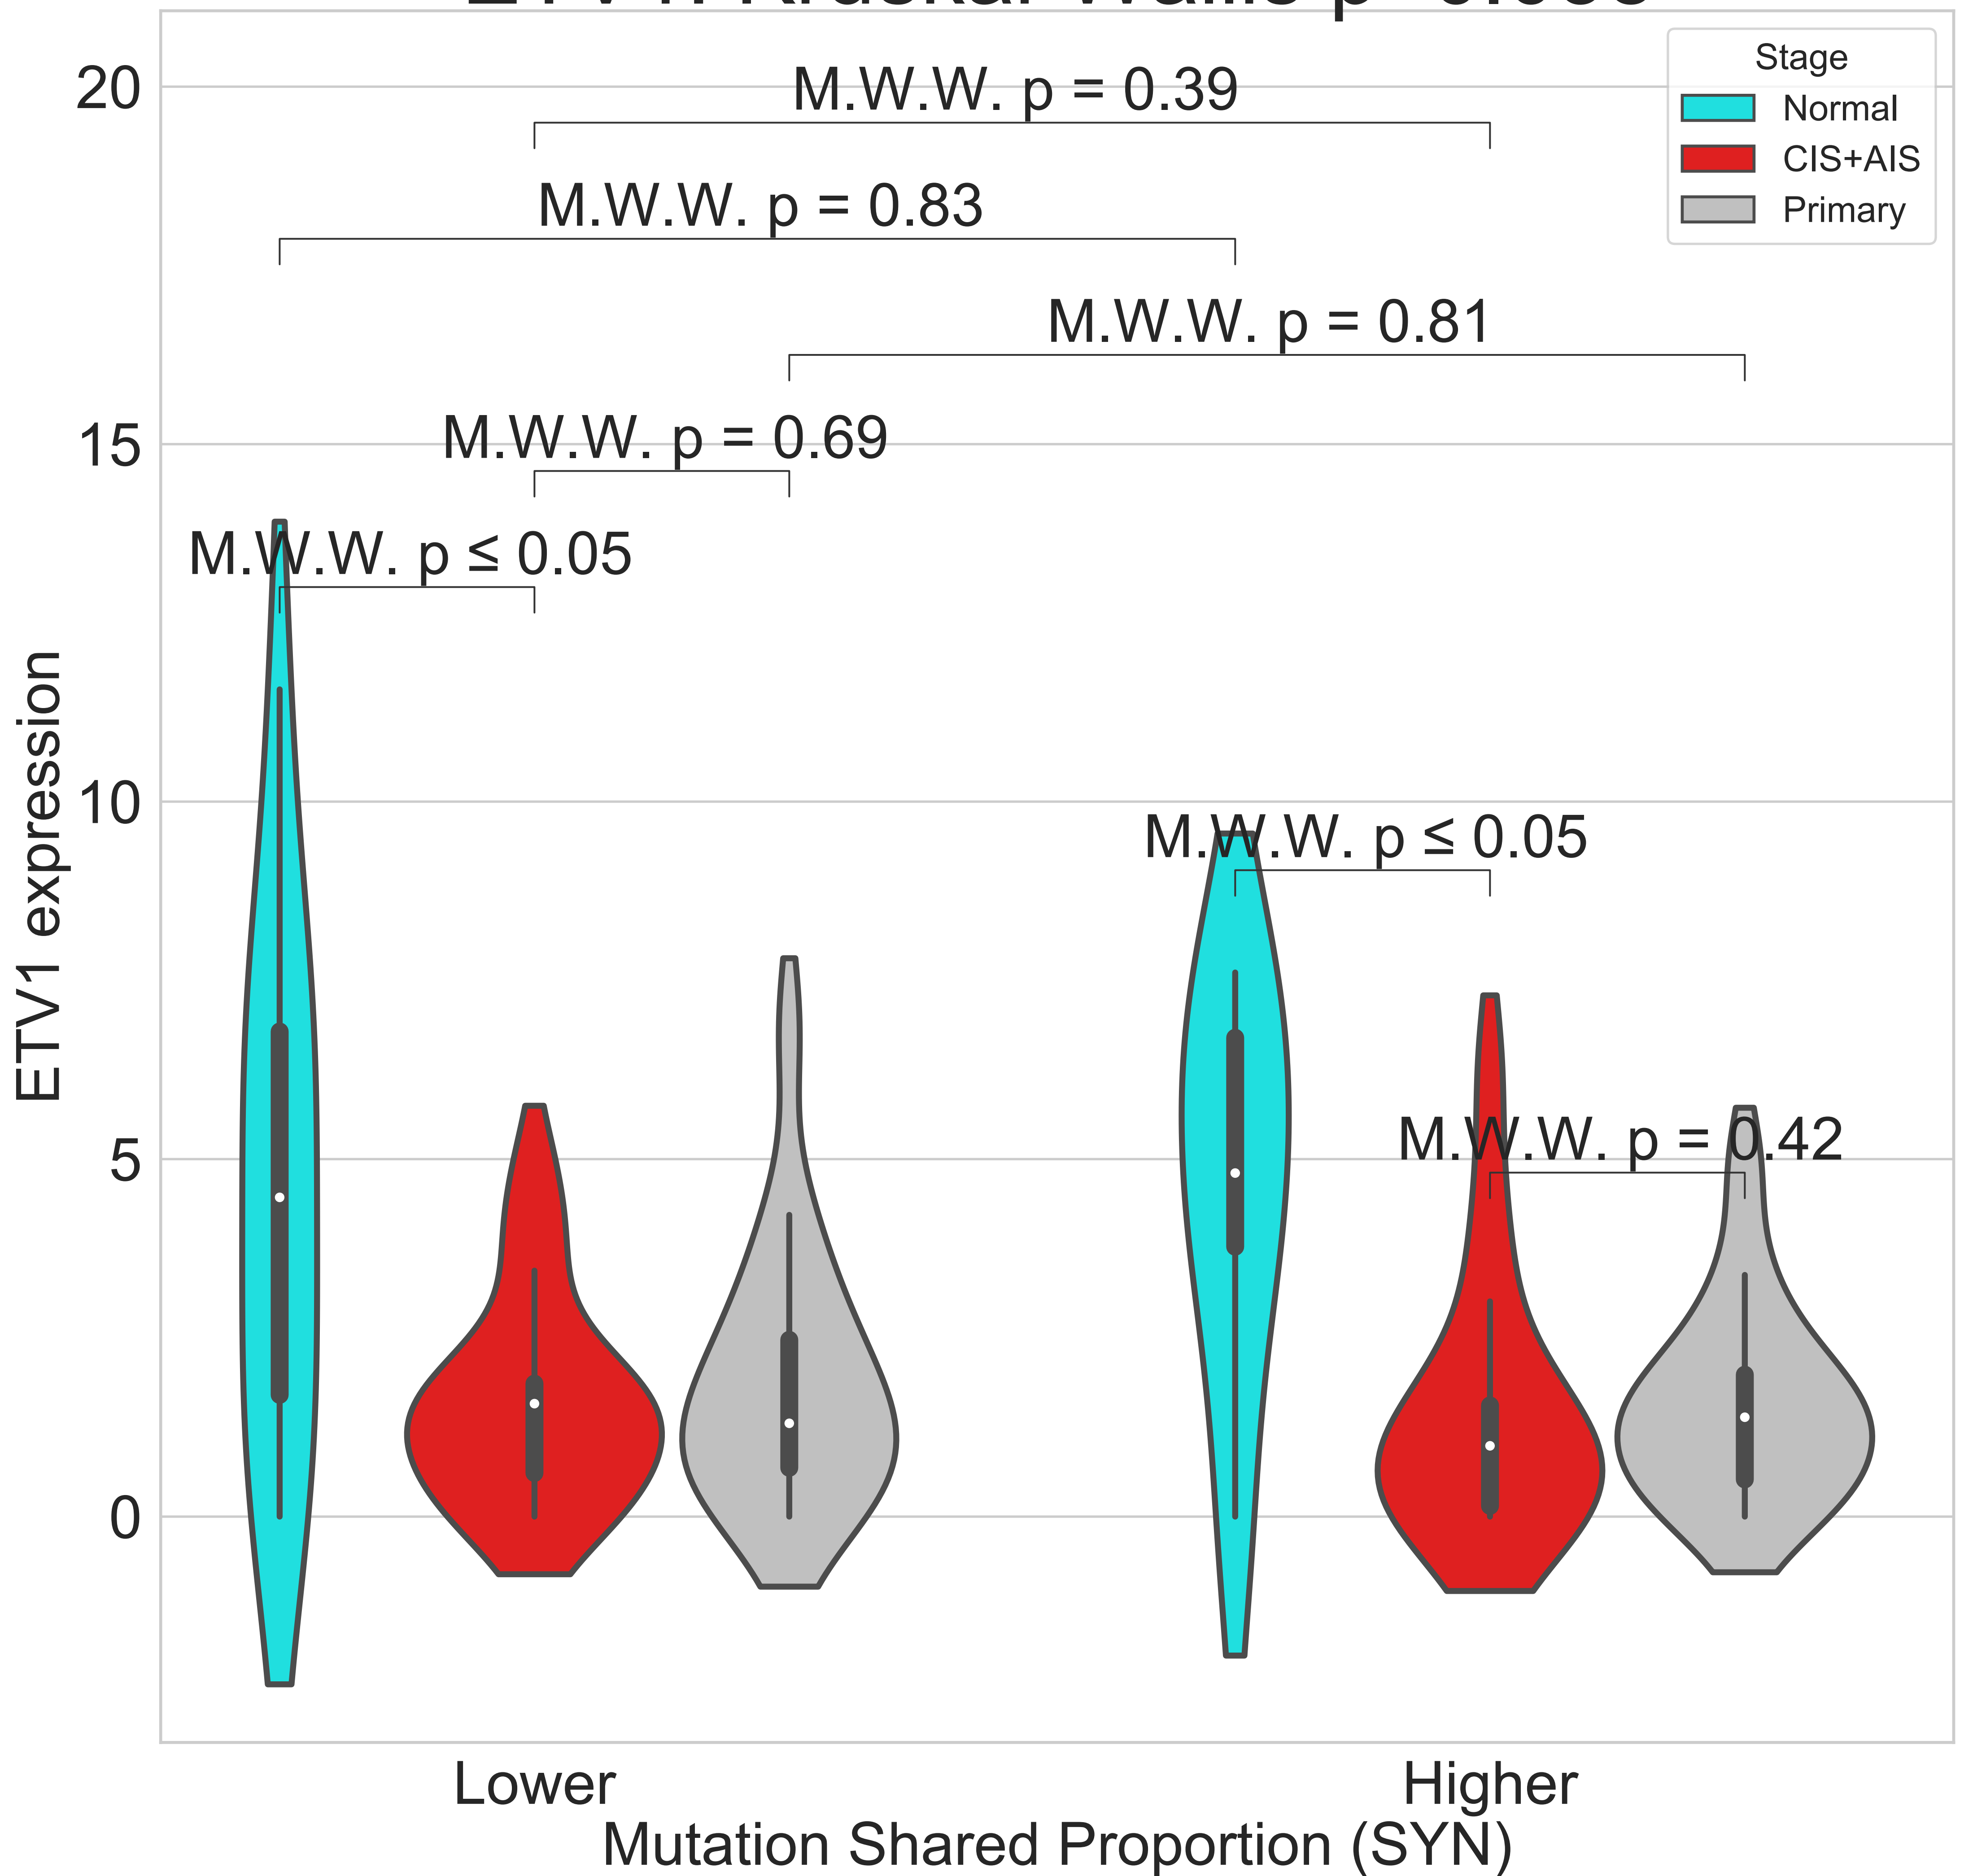 Stage
Normal
CIS+AIS
Primary
M.W.W. p = 0.39
M.W.W. p = 0.83
M.W.W. p = 0.81
M.W.W. p = 0.69
M.W.W. p ≤ 0.05
M.W.W. p ≤ 0.05
M.W.W. p = 0.42
20
15
10
5
0
ETV1 expression
Lower
Higher
Mutation Shared Proportion (SYN)